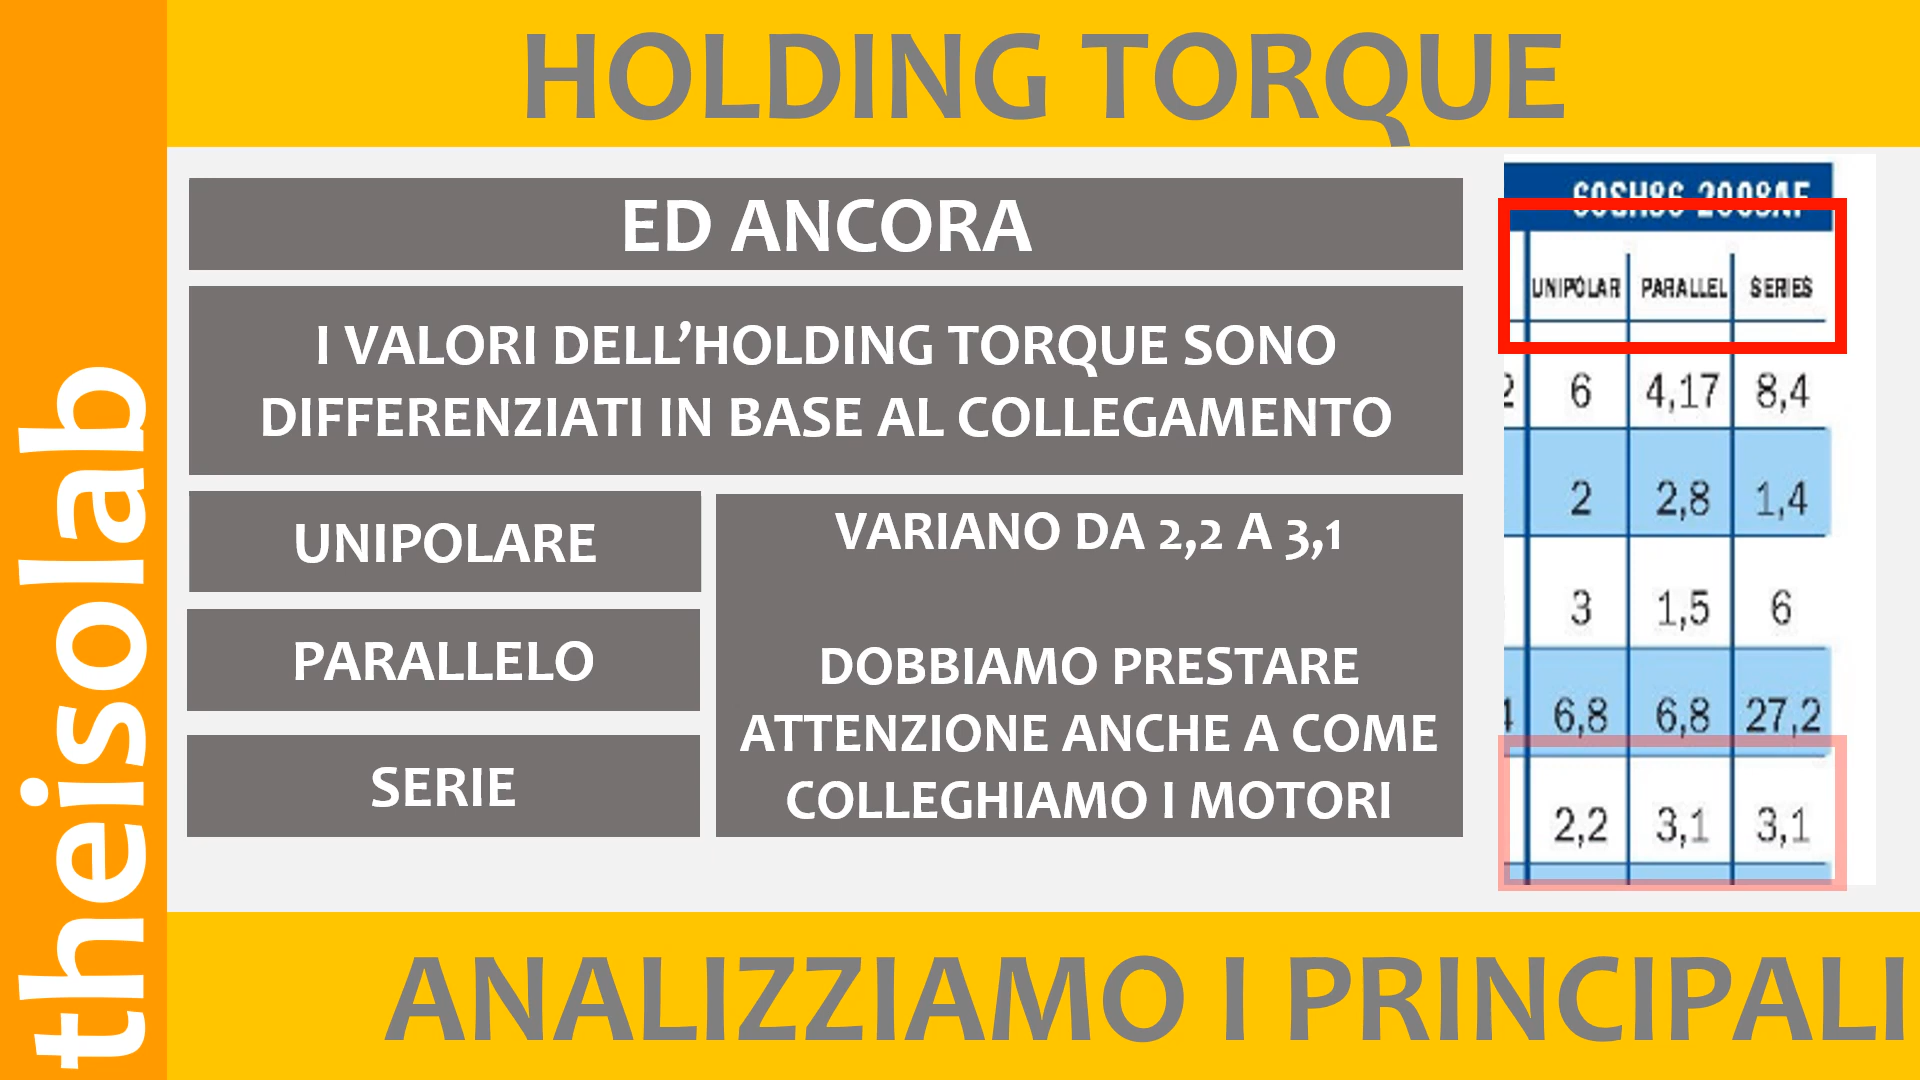 HOLDING TORQUE
theisolab
ED ANCORA
I VALORI DELL’HOLDING TORQUE SONO
DIFFERENZIATI IN BASE AL COLLEGAMENTO
UNIPOLARE
PARALLELO
SERIE
VARIANO DA 2,2 A 3,1
DOBBIAMO PRESTARE
ATTENZIONE ANCHE A COME
COLLEGHIAMO I MOTORI
UNIPOLAR PARALLEL SERIES
2 6 4,17 8,4
2 2,8 1,4
3 1,5 6
4 6,8 6,8 27,2
2,2 3,1 3,1
ANALIZZIAMO I PRINCIPALI